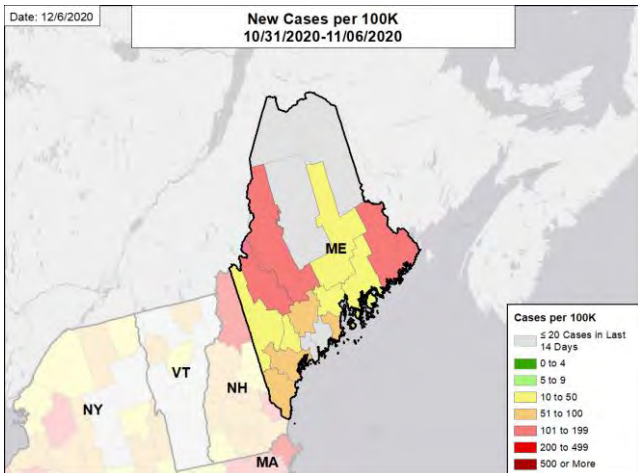 Date: 12/6/2020
New Cases per 100K
10/31/2020-11/06/2020
ME
VT
NH
NY
MA
Cases per 100K
≤ 20 Cases in Last
14 Days
0 to 4
5 to 9
10 to 50
51 to 100
101 to 199
200 to 499
500 or More